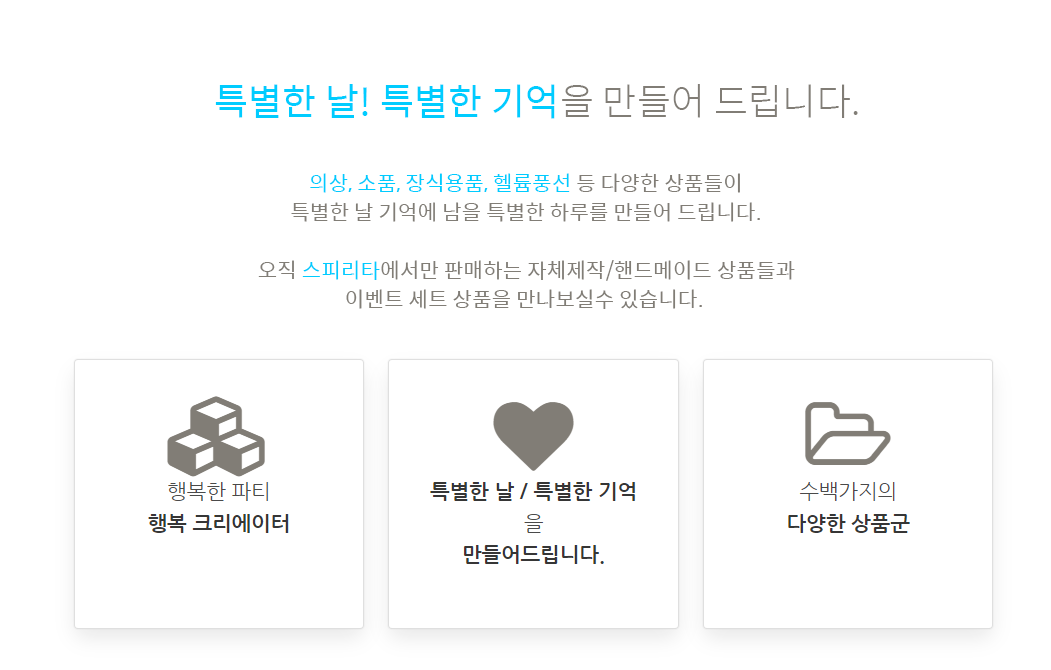 특별한 날! 특별한 기억을 만들어 드립니다.
의상, 소품, 장식용품, 헬륨풍선 등 다양한 상품들이
특별한 날 기억에 남을 특별한 하루를 만들어 드립니다.
오직 스피리타에서만 판매하는 자체제작/핸드메이드 상품들과
이벤트 세트 상품을 만나보실수 있습니다.
행복한 파티
행복 크리에이터
특별한 날 / 특별한 기억
을
만들어드립니다.
수백가지의
다양한 상품군